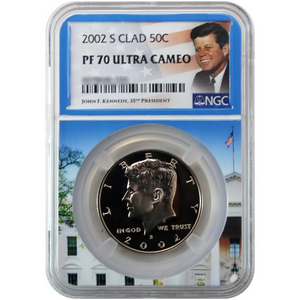 2002 S CLAD 50C
PF 70 ULTRA CAMEO
NGC
JOHN F. KENNEDY, 35TH PRESIDENT
LIBERTY
IN GOD WE TRUST
S
2002